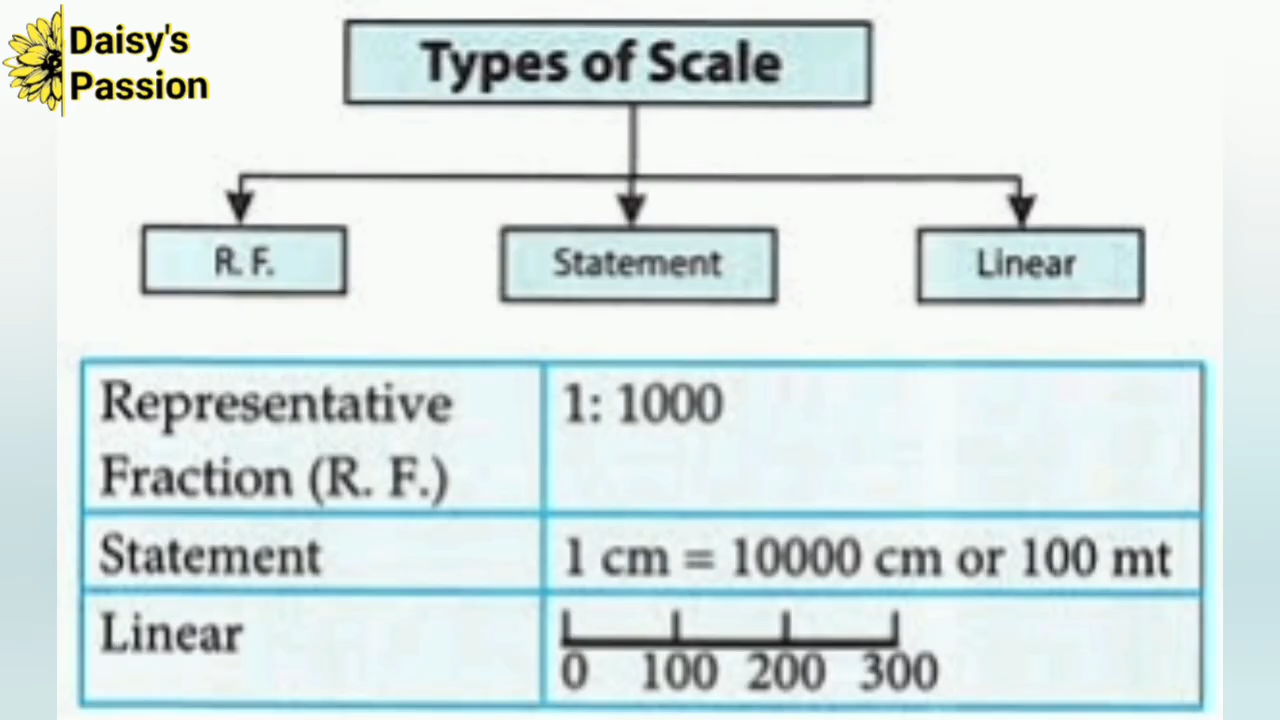 Daisy's
Passion
Types of Scale
R. F.
Statement
Linear
Representative
Fraction (R. F.)
1: 1000
Statement
1 cm = 10000 cm or 100 mt
Linear
0 100 200 300